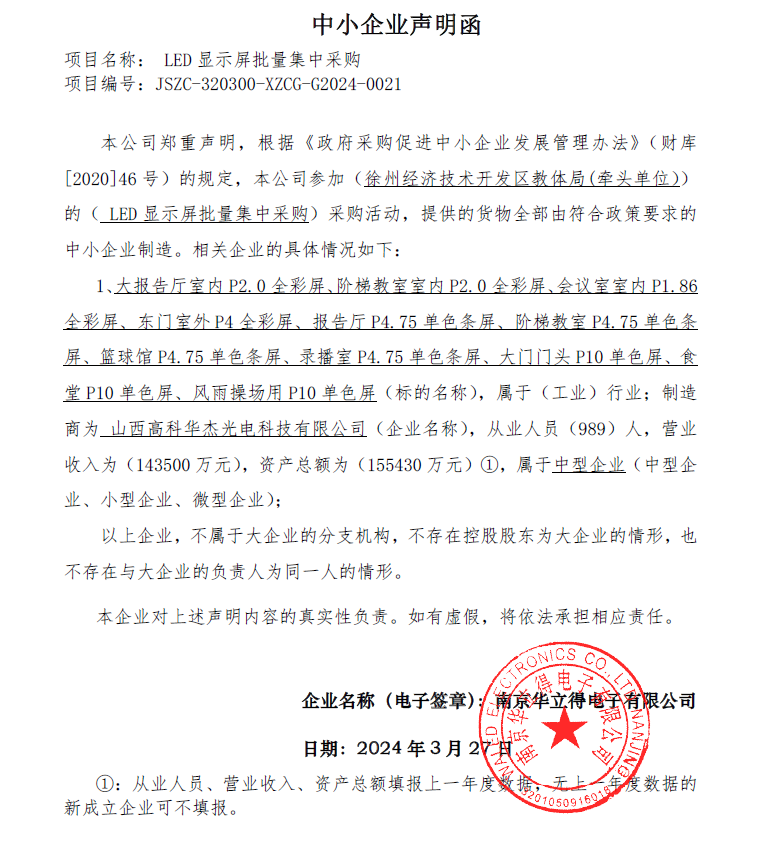 中小企业声明函
项目名称： LED 显示屏批量集中采购
项目编号：JSZC-320300-XZCG-G2024-0021
本公司郑重声明，根据《政府采购促进中小企业发展管理办法》（财库
[2020]46 号）的规定，本公司参加（徐州经济技术开发区教体局(牵头单位)）
的（ LED 显示屏批量集中采购）采购活动，提供的货物全部由符合政策要求的
中小企业制造。相关企业的具体情况如下：
1、大报告厅室内 P2.0 全彩屏、阶梯教室室内 P2.0 全彩屏、会议室室内 P1.86
全彩屏、东门室外 P4 全彩屏、报告厅 P4.75 单色条屏、阶梯教室 P4.75 单色条
屏、篮球馆 P4.75 单色条屏、录播室 P4.75 单色条屏、大门门头 P10 单色屏、食
堂 P10 单色屏、风雨操场用 P10 单色屏（标的名称），属于（工业）行业；制造
商为 山西高科华杰光电科技有限公司（企业名称），从业人员（989）人，营业
收入为（143500 万元），资产总额为（155430 万元）①，属于中型企业（中型企
业、小型企业、微型企业）；
以上企业，不属于大企业的分支机构，不存在控股股东为大企业的情形，也
不存在与大企业的负责人为同一人的情形。
本企业对上述声明内容的真实性负责。如有虚假，将依法承担相应责任。
企业名称（电子签章）：南京华立得电子有限公司
日期：2024 年 3 月 27 日
①：从业人员、营业收入、资产总额填报上一年度数据，无上一年度数据的
新成立企业可不填报。
ELECTRONICS CO.,LTD NANJING
南京华立得电子有限公司